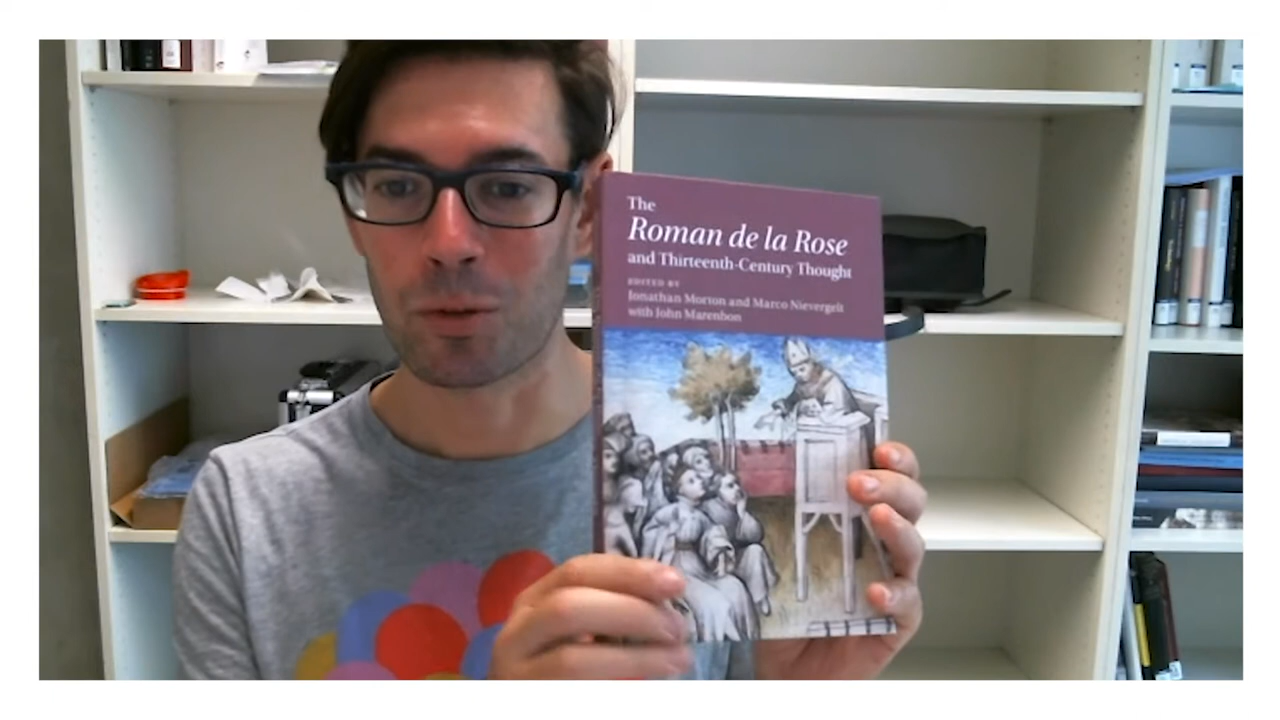 The
Roman de la Rose
and Thirteenth-Century Thought
EDITED BY
Jonathan Morton and Marco Nievergelt
with John Marenbon